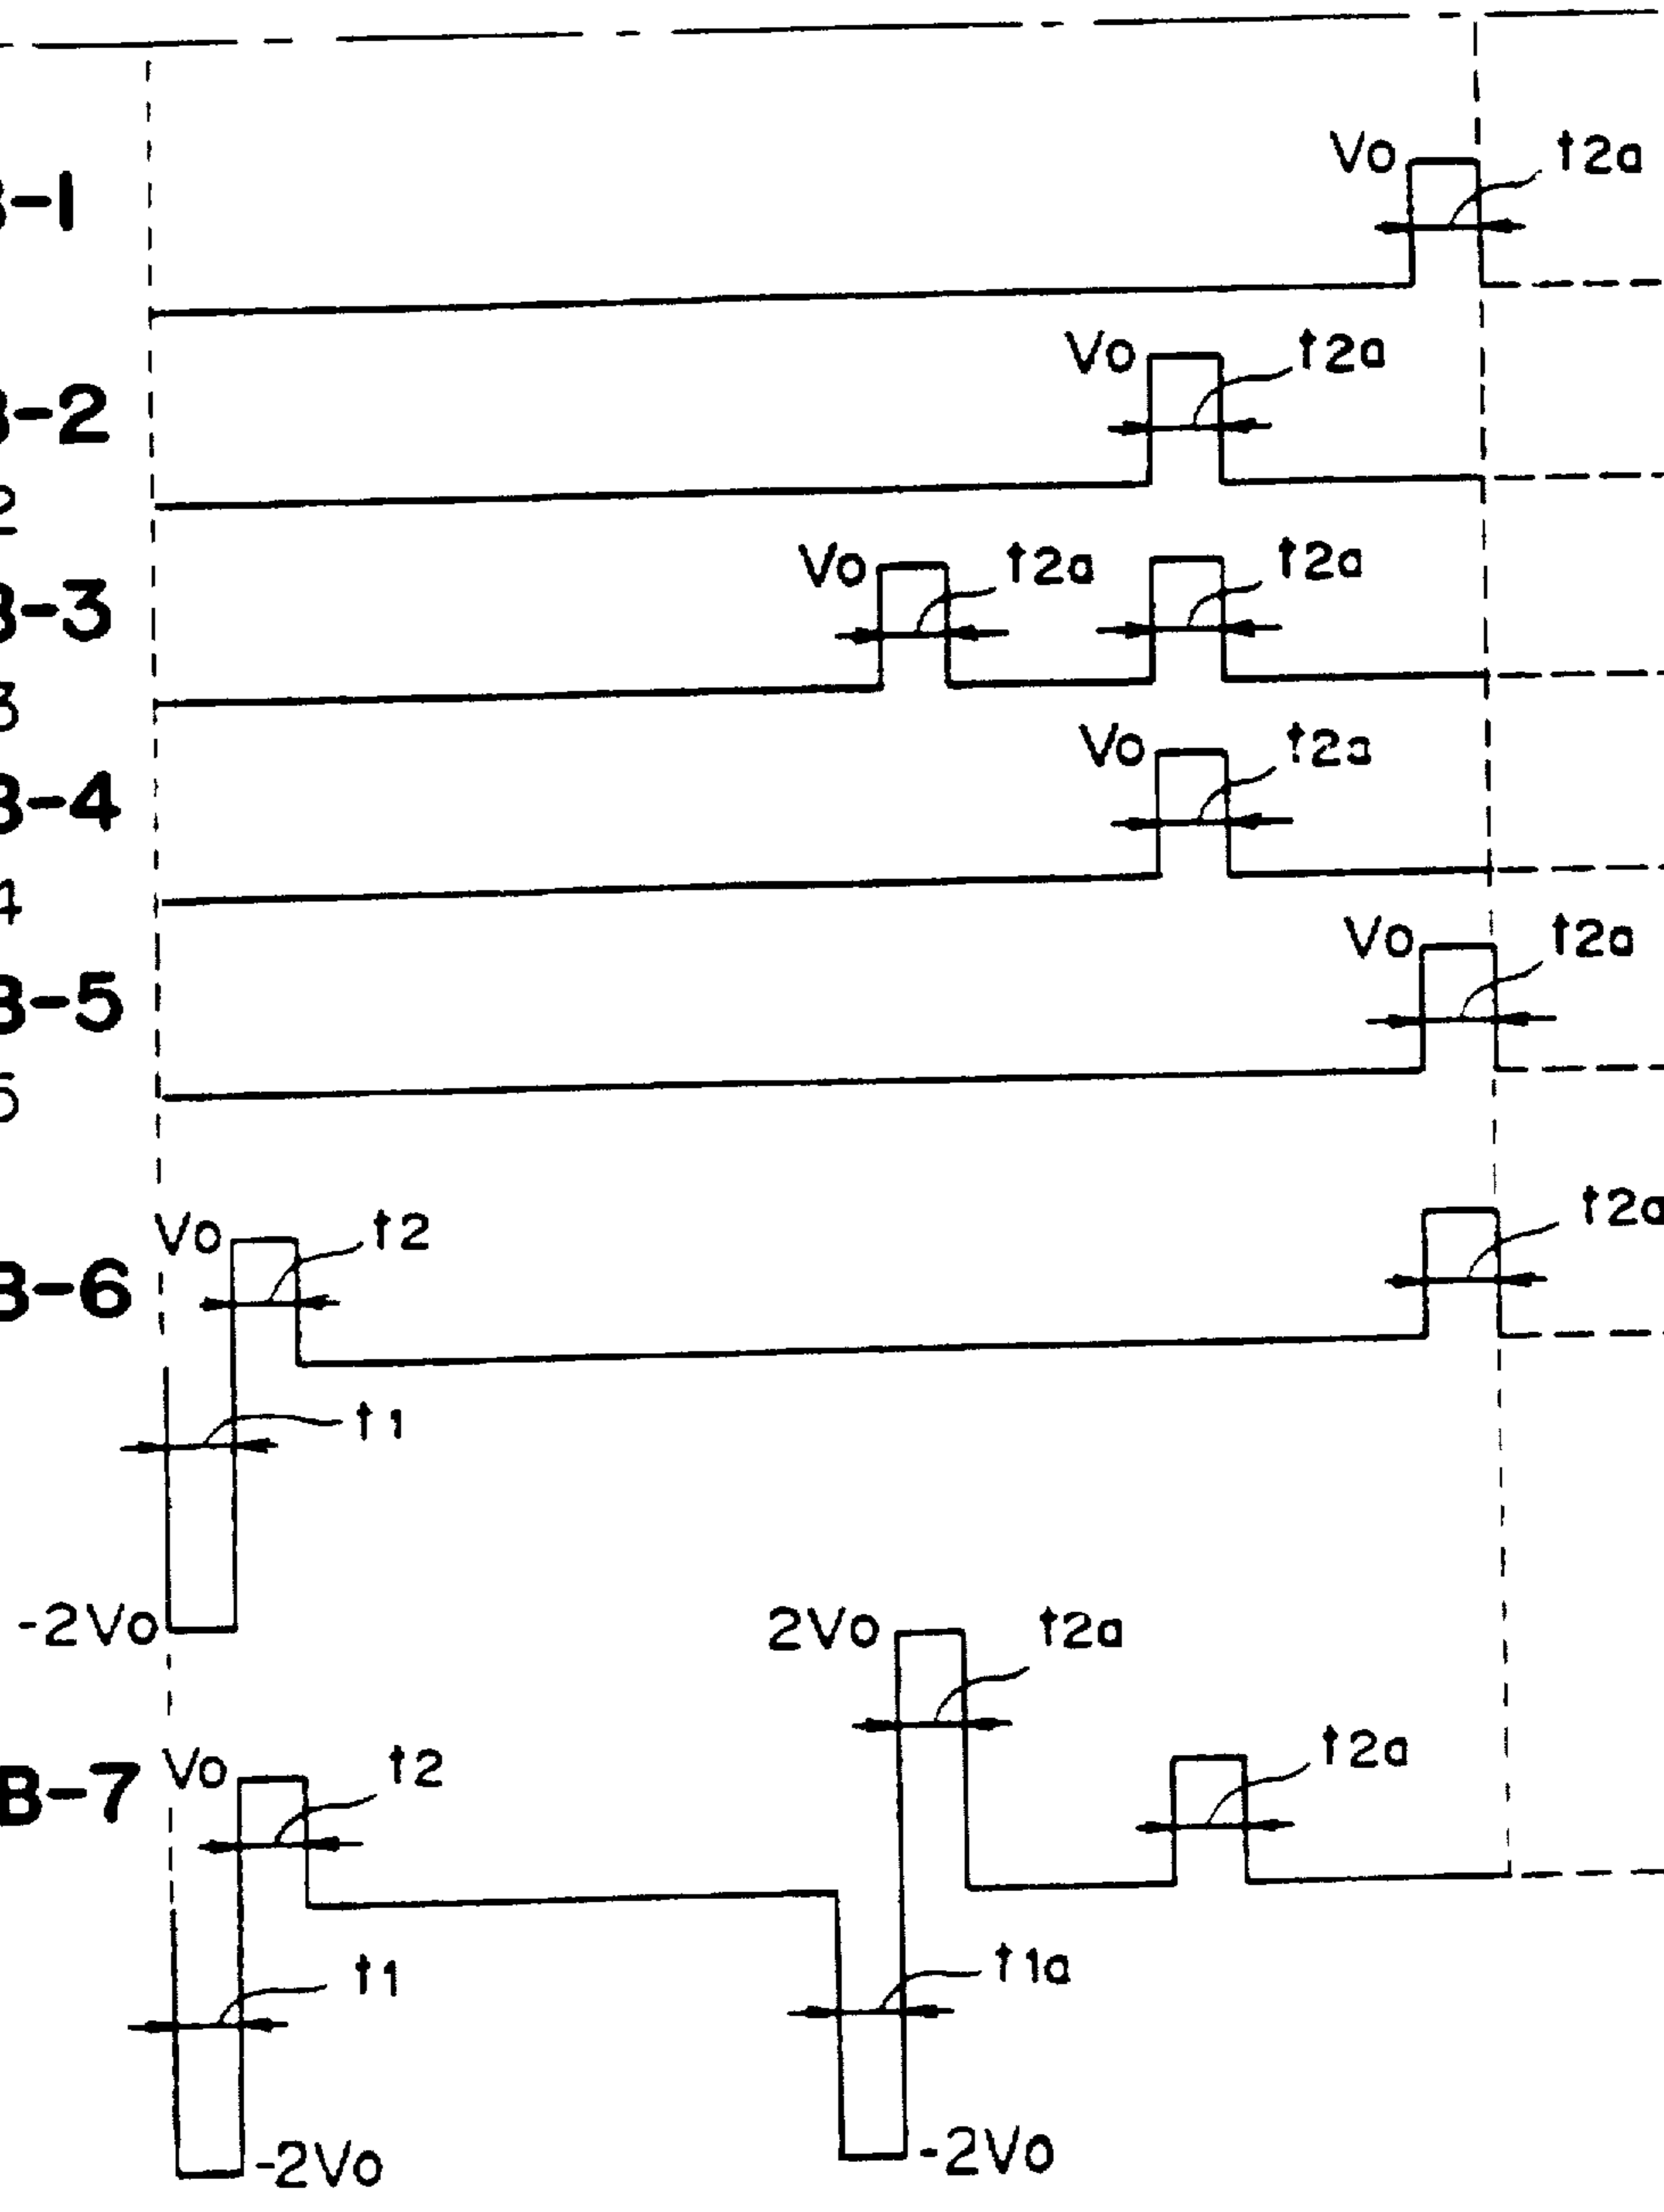 Vo t2a
B-1
Vo t2a
B-2
2
Vo t2a t2a
B-3
3
Vo t2a
B-4
4
Vo t2a
B-5
5
Vo t2 t2a
B-6
t1
-2Vo 2Vo t2a
Vo t2 t2a
B-7
t1 t1a
-2Vo -2Vo